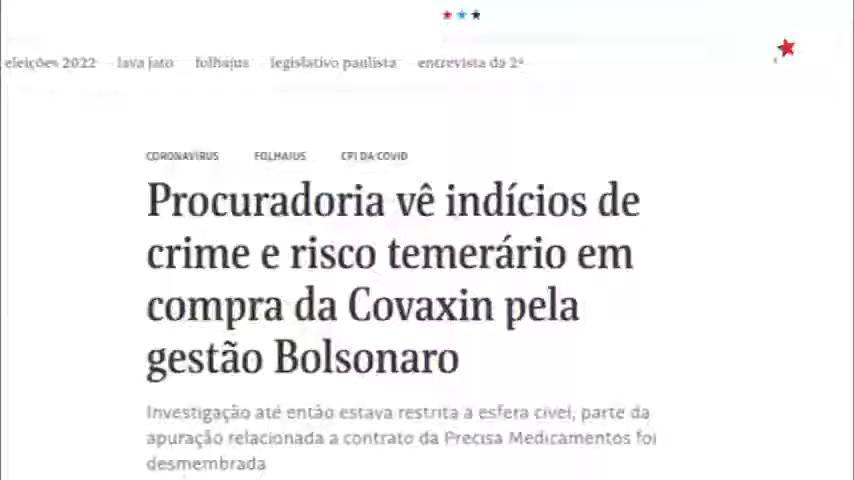 eleições 2022 lava jato folhajus legislativo paulista entrevista da 2ª
CORONAVÍRUS FOLHAJUS CPI DA COVID
Procuradoria vê indícios de
crime e risco temerário em
compra da Covaxin pela
gestão Bolsonaro
Investigação até então estava restrita à esfera cível, parte da
apuração relacionada a contrato da Precisa Medicamentos foi
desmembrada